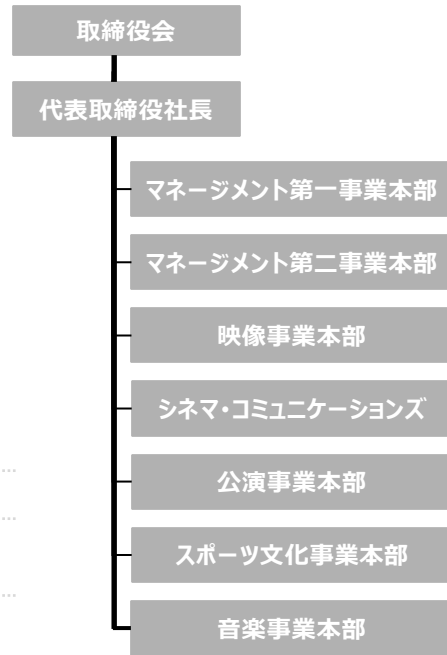 取締役会
代表取締役社長
マネージメント第一事業本部
マネージメント第二事業本部
映像事業本部
シネマ・コミュニケーションズ
公演事業本部
スポーツ文化事業本部
音楽事業本部
...
...
...